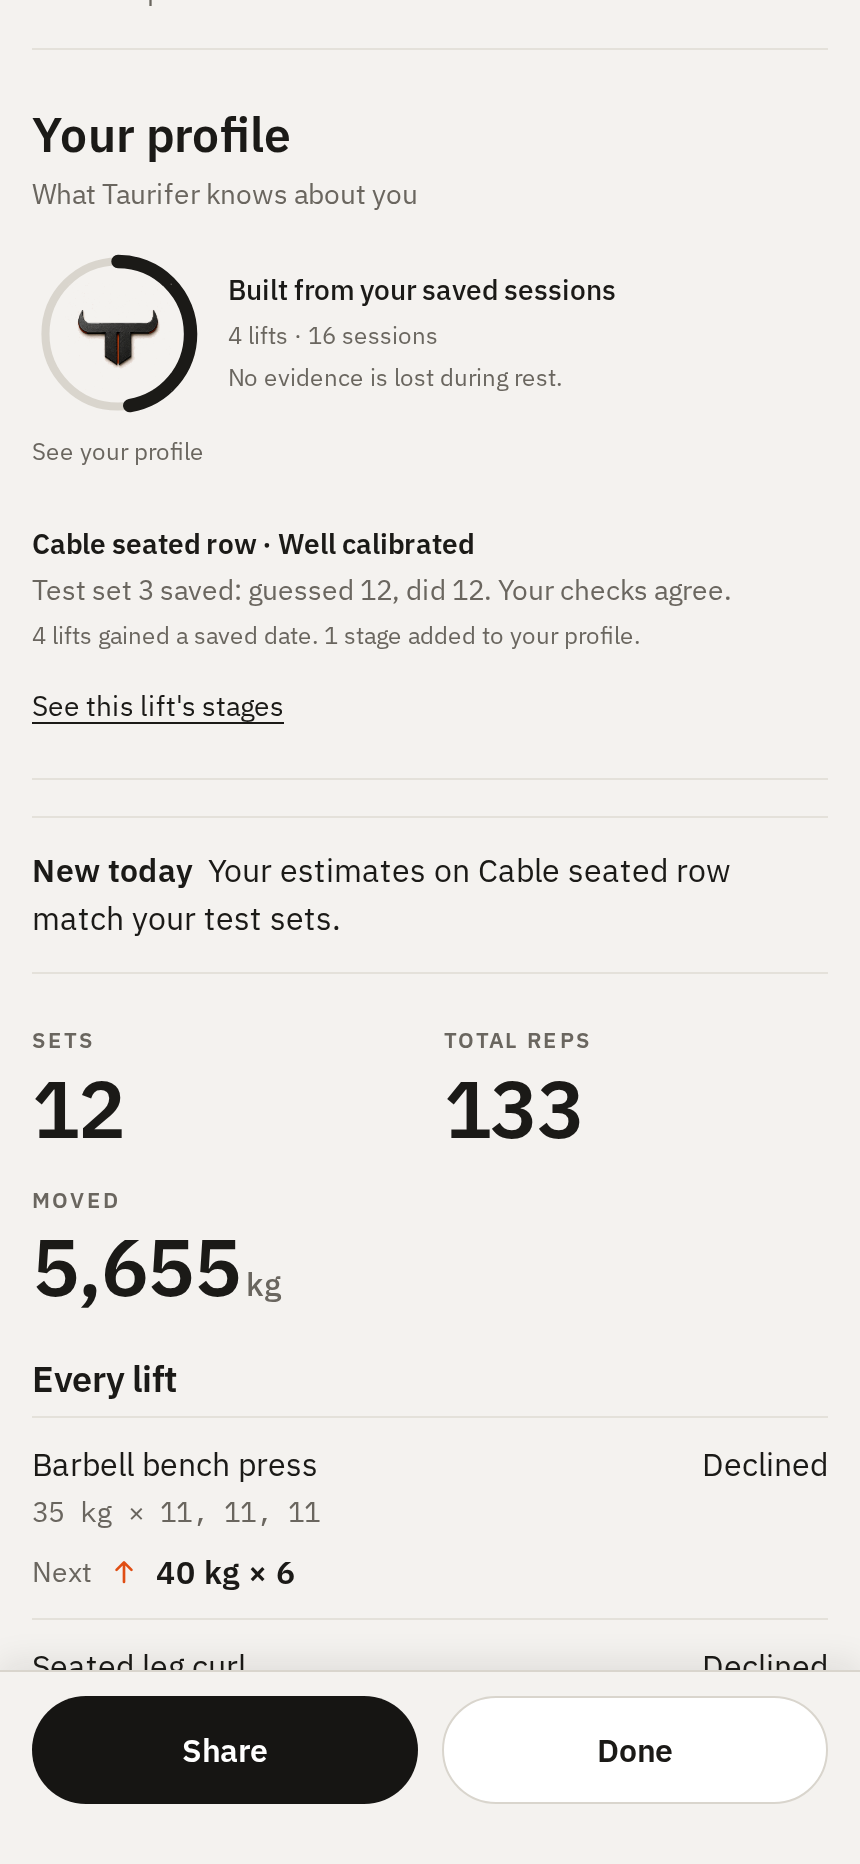 Your profile
What Taurifer knows about you
Built from your saved sessions
4 lifts · 16 sessions
No evidence is lost during rest.
See your profile
Cable seated row · Well calibrated
Test set 3 saved: guessed 12, did 12. Your checks agree.
4 lifts gained a saved date. 1 stage added to your profile.
See this lift's stages
New today Your estimates on Cable seated row
match your test sets.
SETS
TOTAL REPS
12
133
MOVED
5,655 kg
Every lift
Barbell bench press
Declined
35 kg × 11, 11, 11
Next ↑ 40 kg × 6
Seated leg curl
Declined
Share
Done